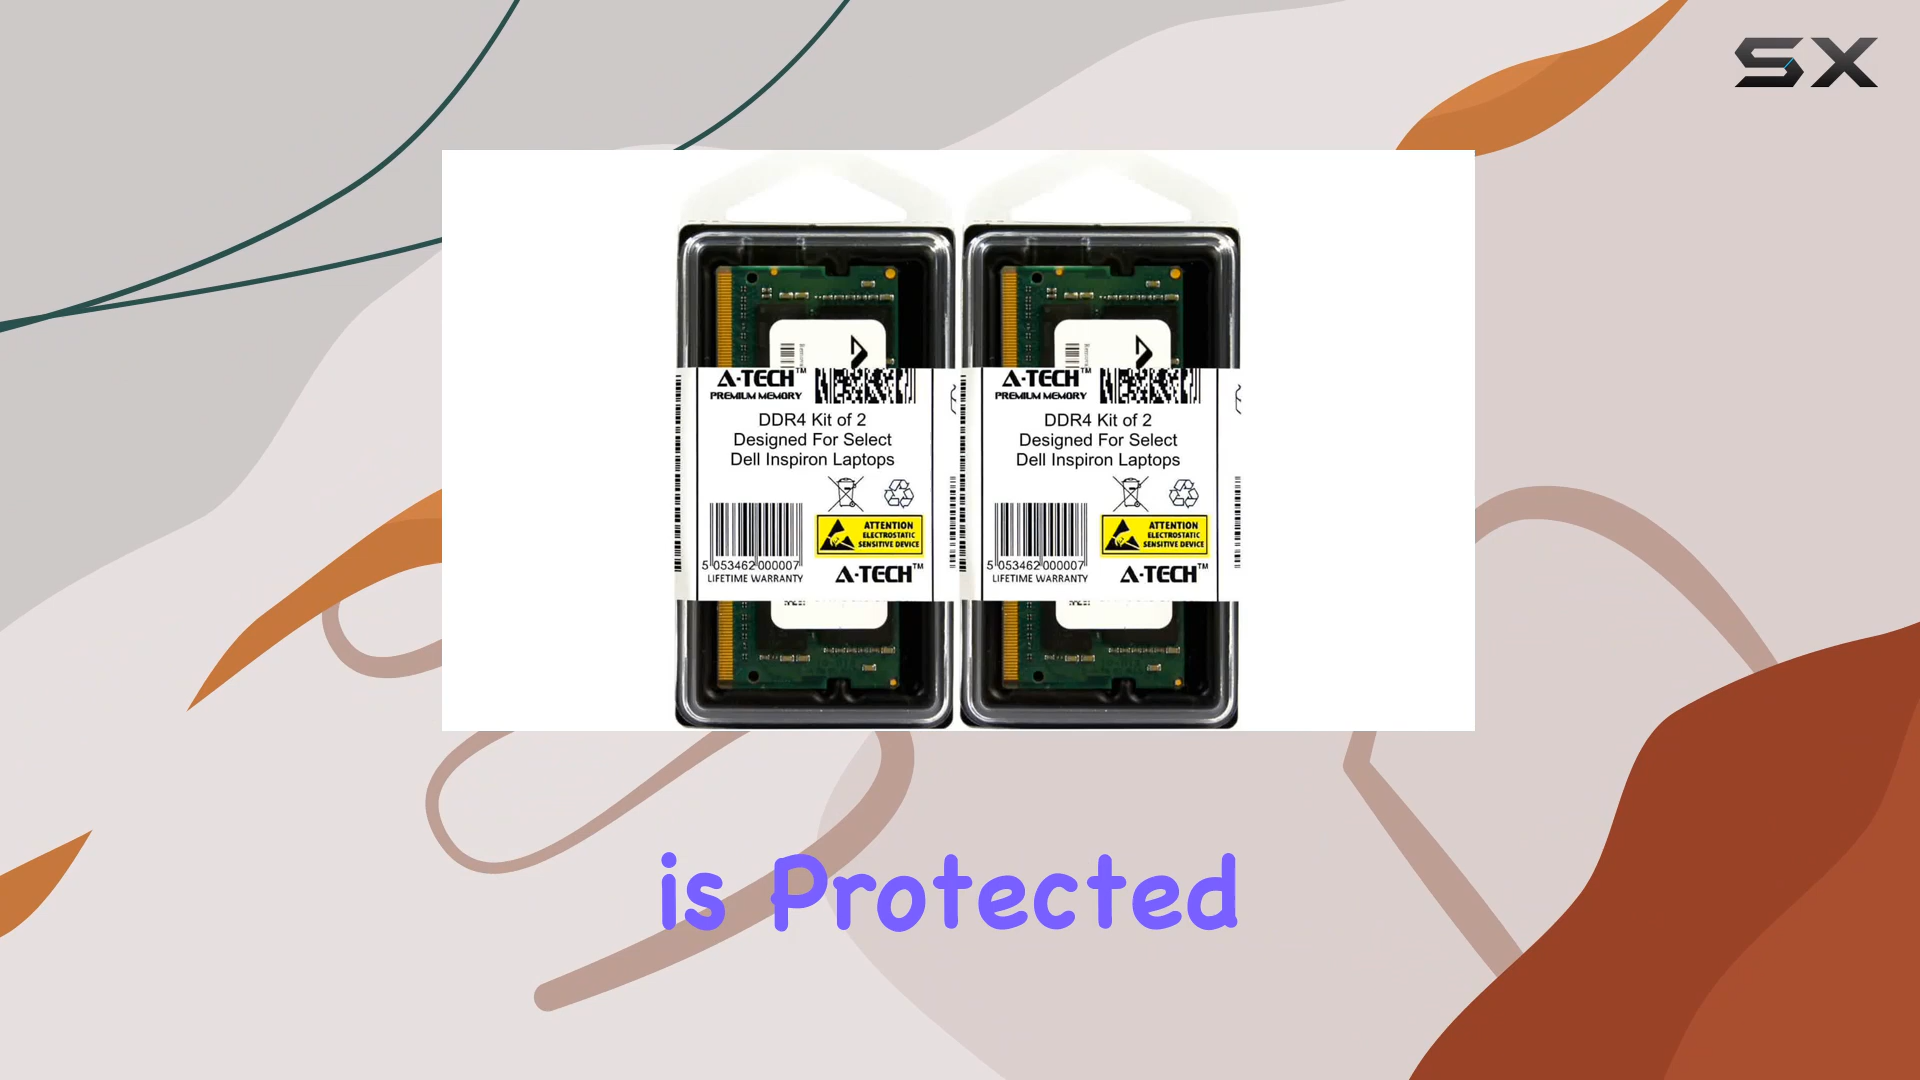 SX
A-TECH™
PREMIUM MEMORY
DDR4 Kit of 2
Designed For Select
Dell Inspiron Laptops
ATTENTION
ELECTROSTATIC
SENSITIVE DEVICE
5 053462 000007
LIFETIME WARRANTY
A-TECH™
A-TECH™
PREMIUM MEMORY
DDR4 Kit of 2
Designed For Select
Dell Inspiron Laptops
ATTENTION
ELECTROSTATIC
SENSITIVE DEVICE
5 053462 000007
LIFETIME WARRANTY
A-TECH™
is Protected